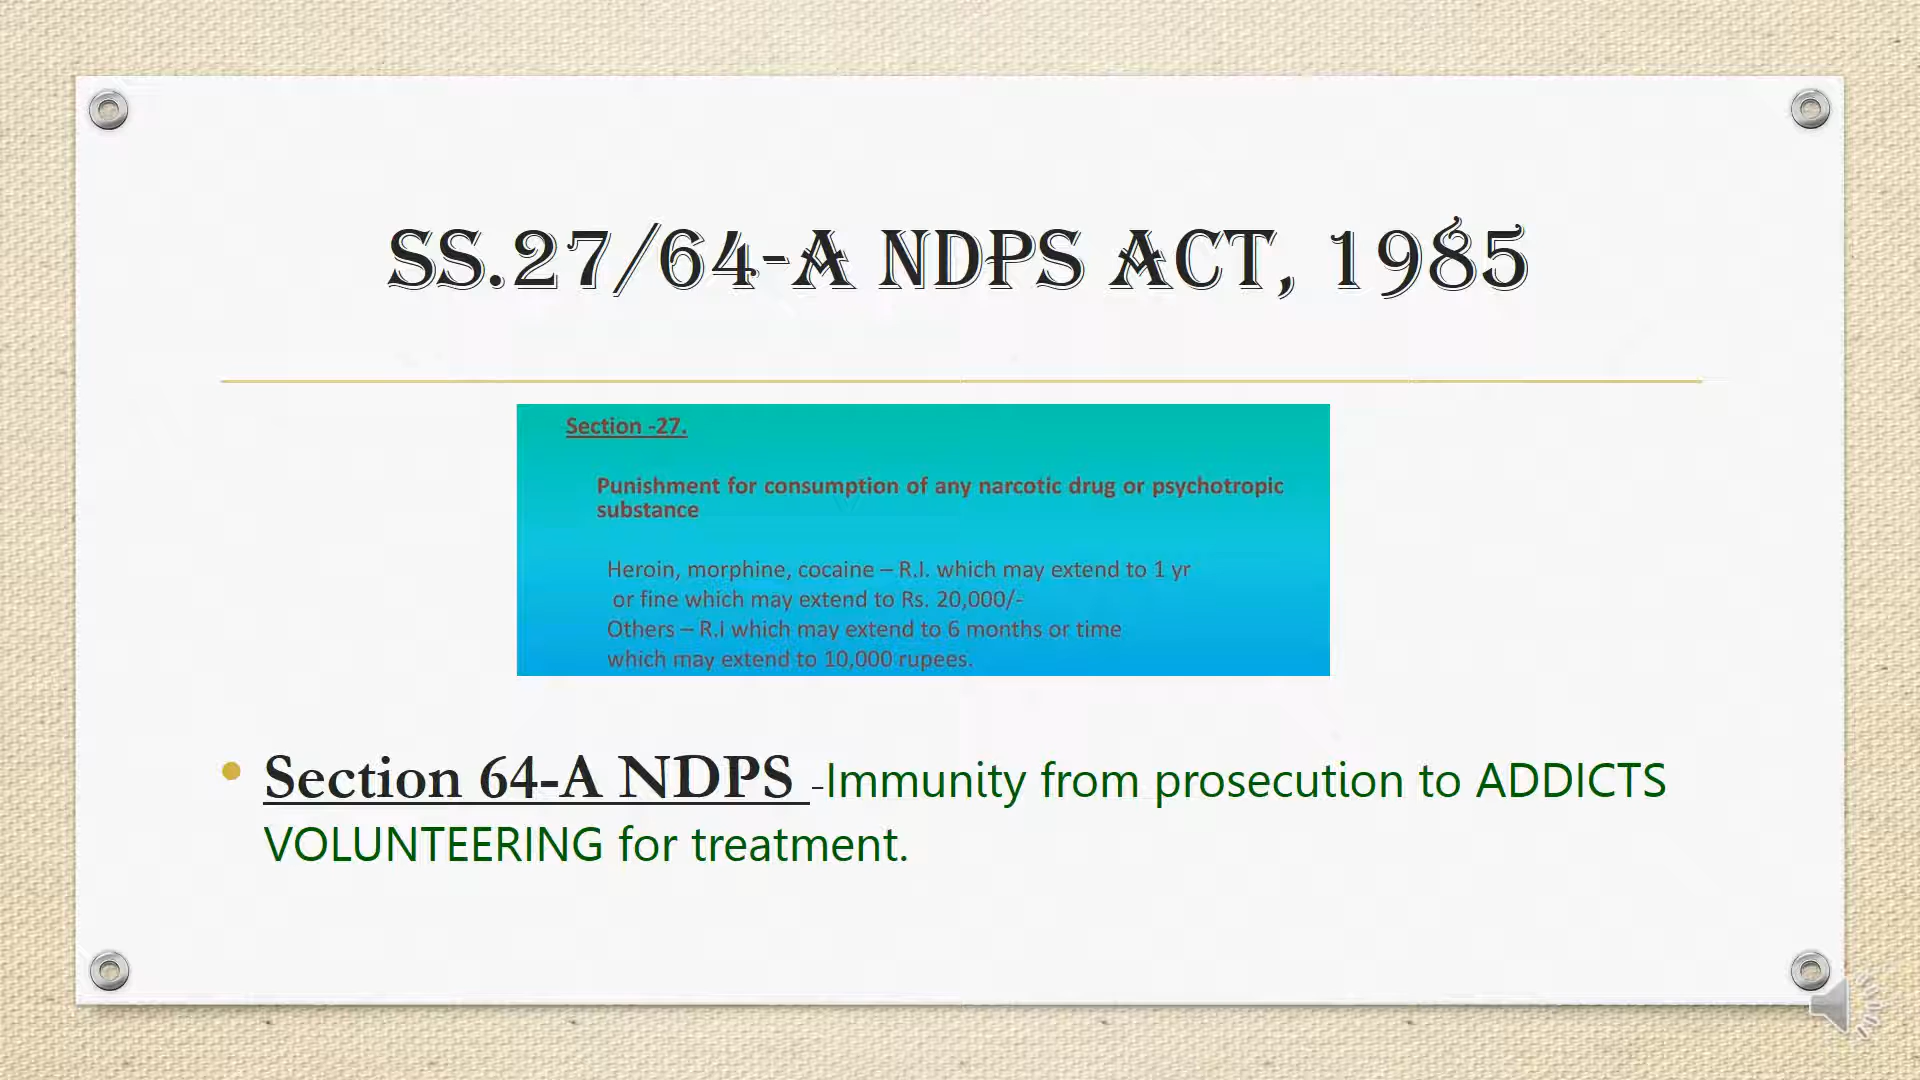 SS.27/64-A NDPS ACT, 1985
Section -27.
Punishment for consumption of any narcotic drug or psychotropic
substance
Heroin, morphine, cocaine – R.I. which may extend to 1 yr
or fine which may extend to Rs. 20,000/-
Others – R.I which may extend to 6 months or time
which may extend to 10,000 rupees.
• Section 64-A NDPS -Immunity from prosecution to ADDICTS
VOLUNTEERING for treatment.